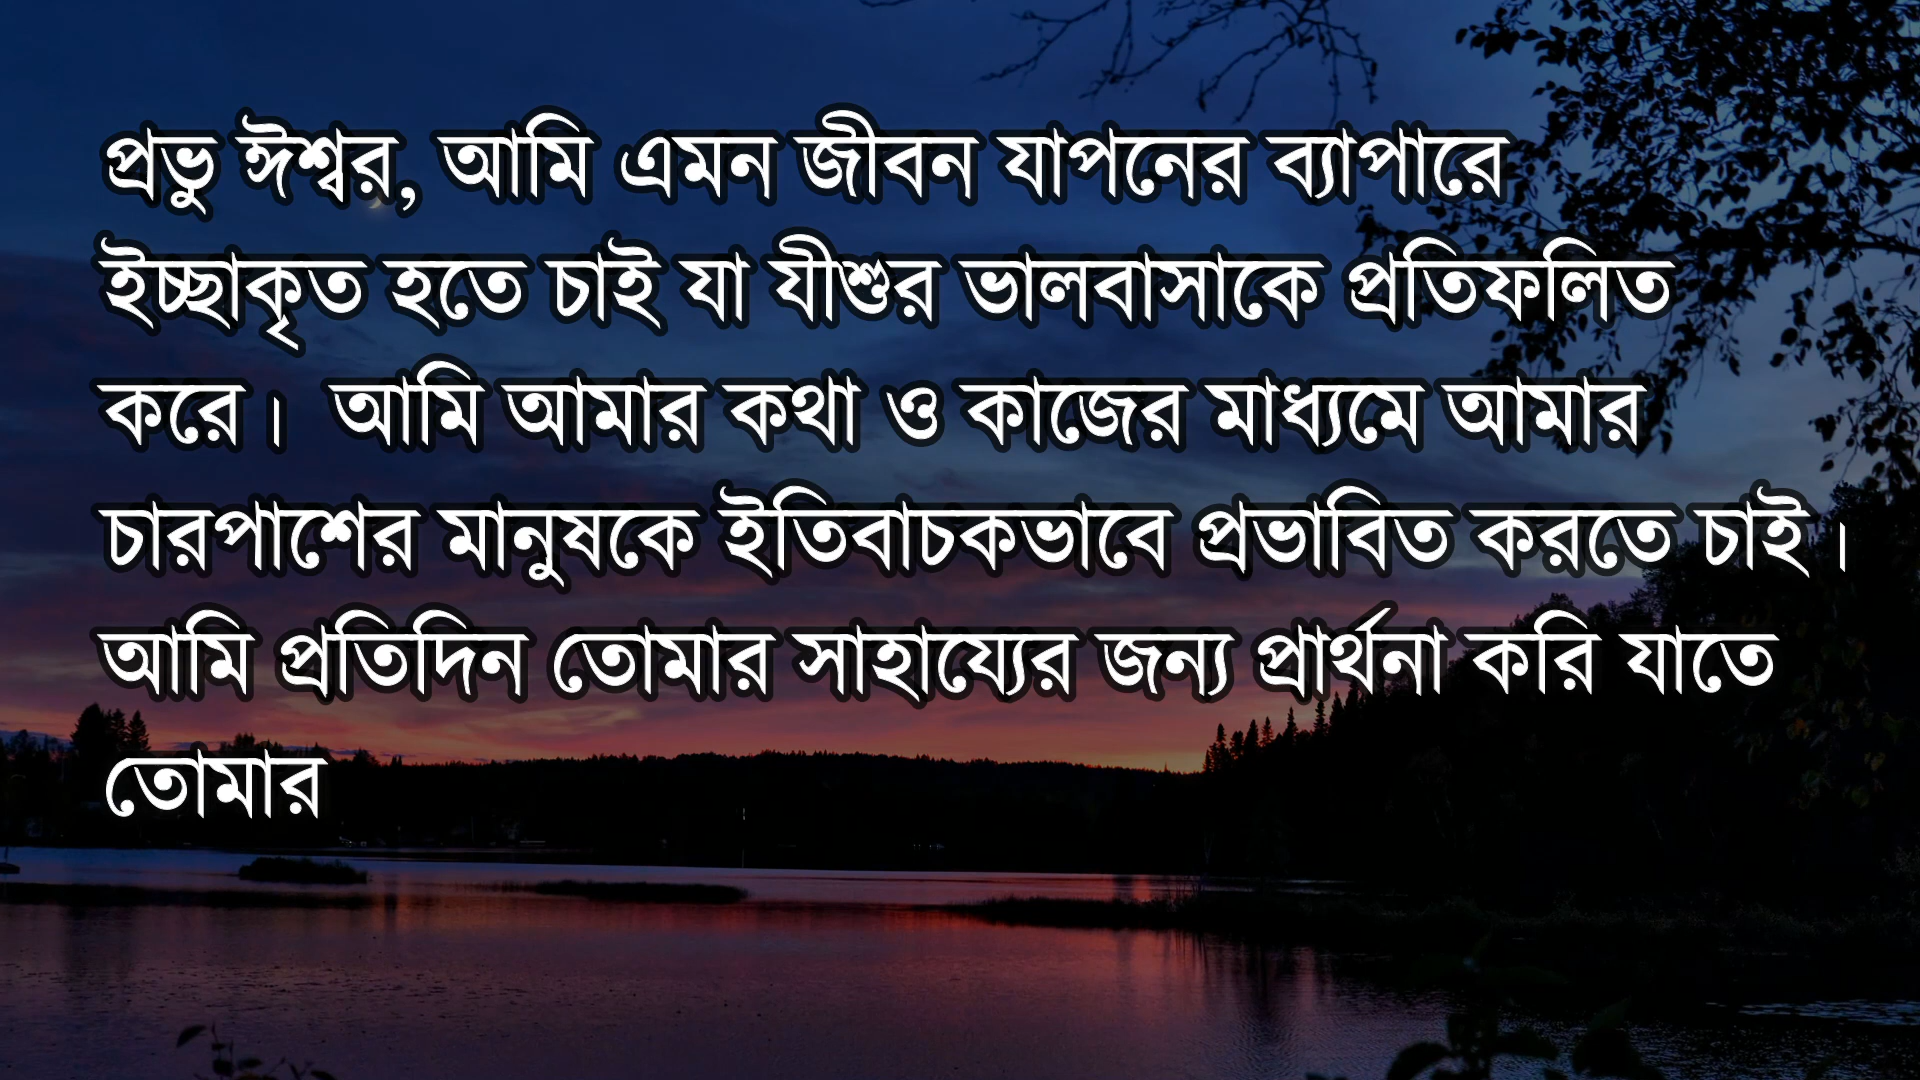 প্রভু ঈশ্বর, আমি এমন জীবন যাপনের ব্যাপারে
ইচ্ছাকৃত হতে চাই যা যীশুর ভালবাসাকে প্রতিফলিত
করে। আমি আমার কথা ও কাজের মাধ্যমে আমার
চারপাশের মানুষকে ইতিবাচকভাবে প্রভাবিত করতে চাই।
আমি প্রতিদিন তোমার সাহায্যের জন্য প্রার্থনা করি যাতে
তোমার